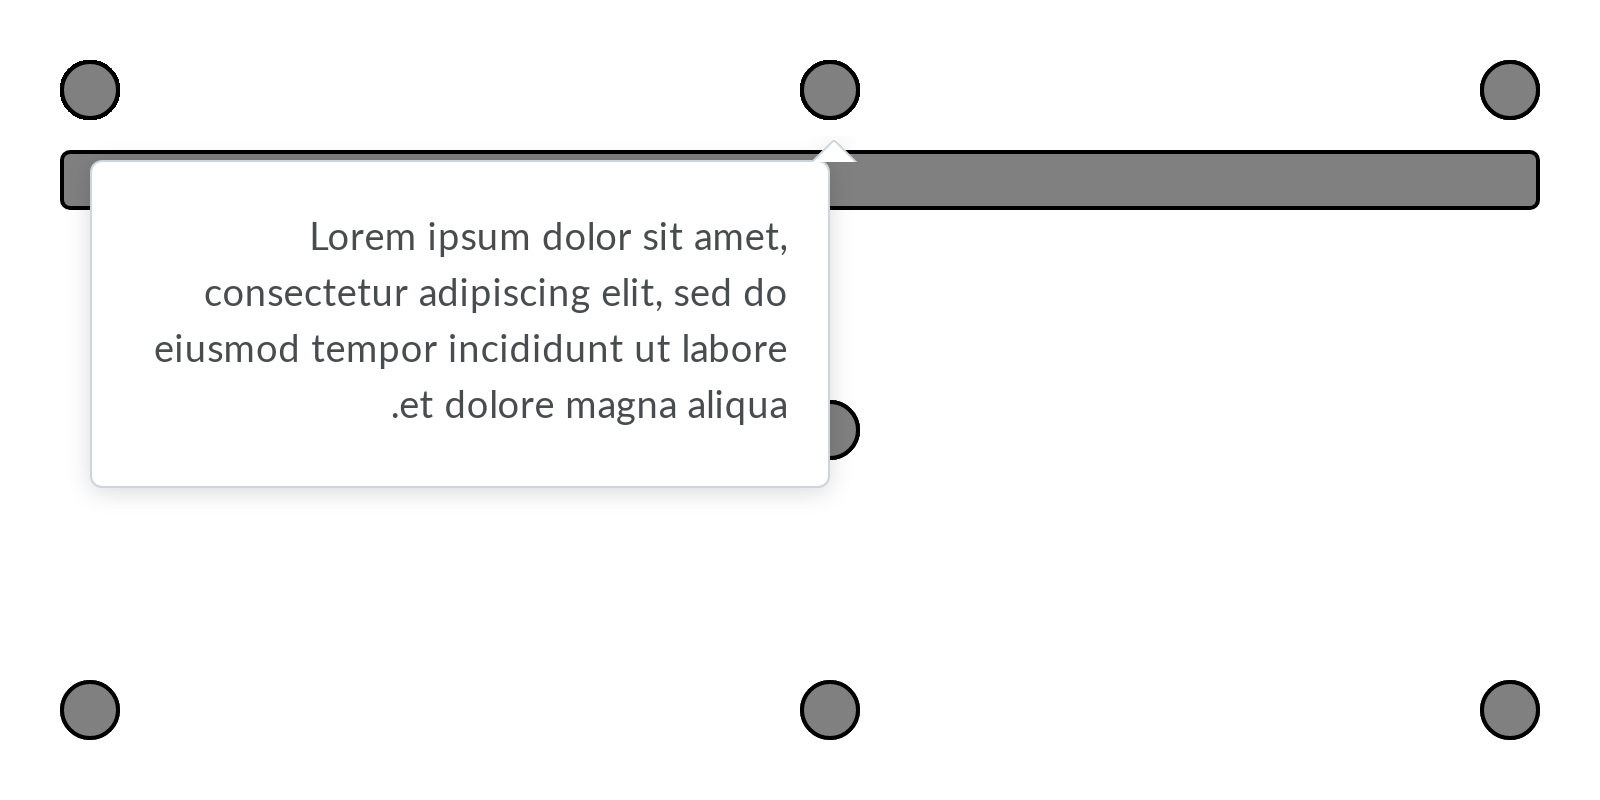 Lorem ipsum dolor sit amet,
consectetur adipiscing elit, sed do
eiusmod tempor incididunt ut labore
.et dolore magna aliqua